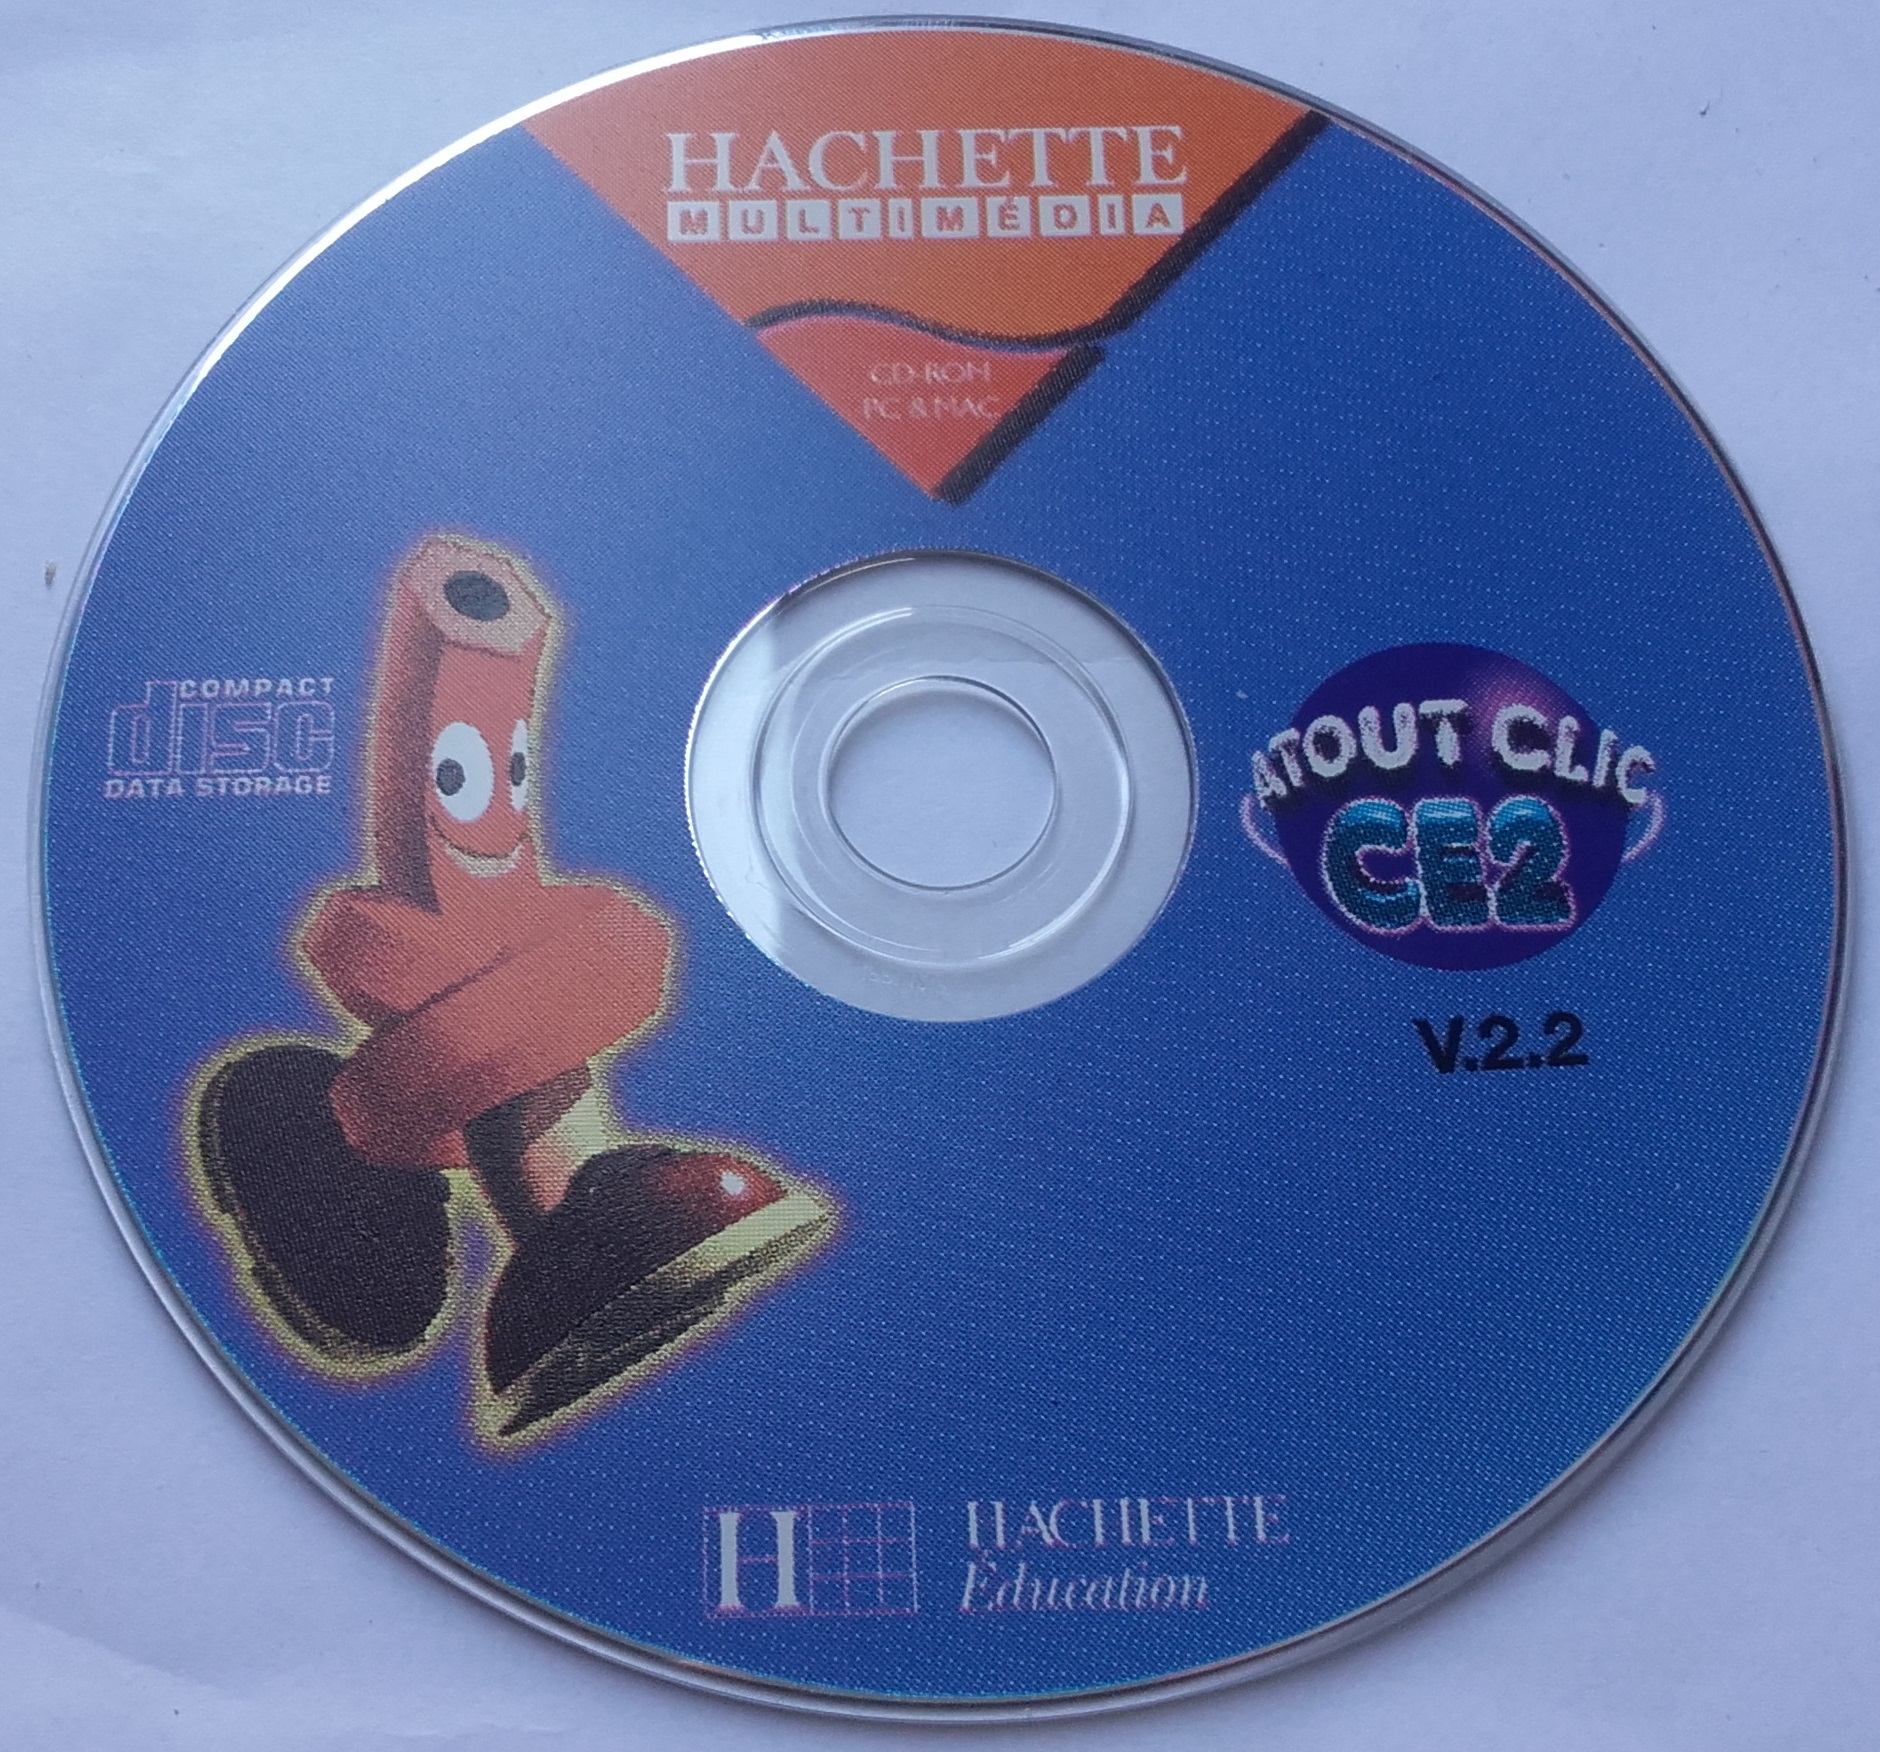 HACHETTE
MULTIMÉDIA
CD-ROM
PC & MAC
COMPACT
disc
DATA STORAGE
ATOUT CLIC
CE2
V.2.2
H
HACHETTE
Éducation